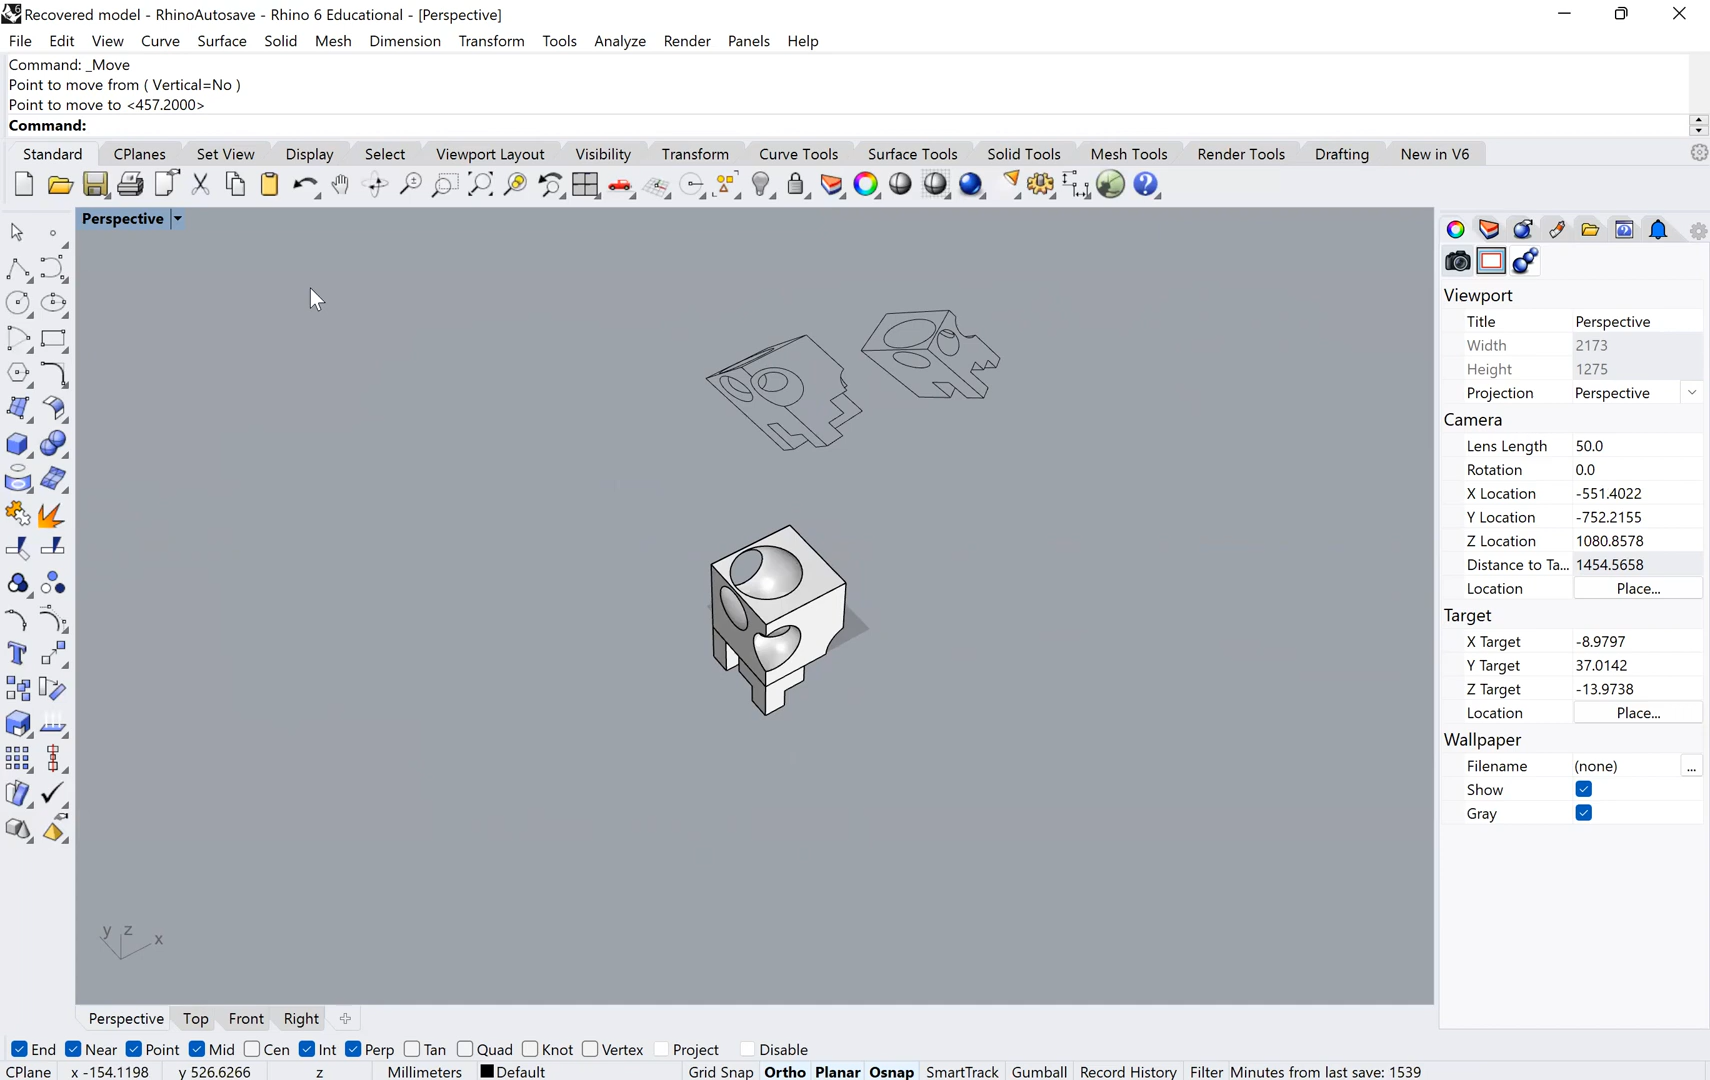 Recovered model - RhinoAutosave - Rhino 6 Educational - [Perspective]
File Edit View Curve Surface Solid Mesh Dimension Transform Tools Analyze Render Panels Help
Command: _Move
Point to move from ( Vertical=No )
Point to move to <457.2000>
Command:
Standard CPlanes Set View Display Select Viewport Layout Visibility Transform Curve Tools Surface Tools Solid Tools Mesh Tools Render Tools Drafting New in V6
Perspective
Viewport
Title Perspective
Width 2173
Height 1275
Projection Perspective
Camera
Lens Length 50.0
Rotation 0.0
X Location -551.4022
Y Location -752.2155
Z Location 1080.8578
Distance to Ta... 1454.5658
Location Place...
Target
X Target -8.9797
Y Target 37.0142
Z Target -13.9738
Location Place...
Wallpaper
Filename (none) ...
Show
Gray
y z x
Perspective Top Front Right
End Near Point Mid Cen Int Perp Tan Quad Knot Vertex Project Disable
CPlane x -154.1198 y 526.6266 z Millimeters Default Grid Snap Ortho Planar Osnap SmartTrack Gumball Record History Filter Minutes from last save: 1539